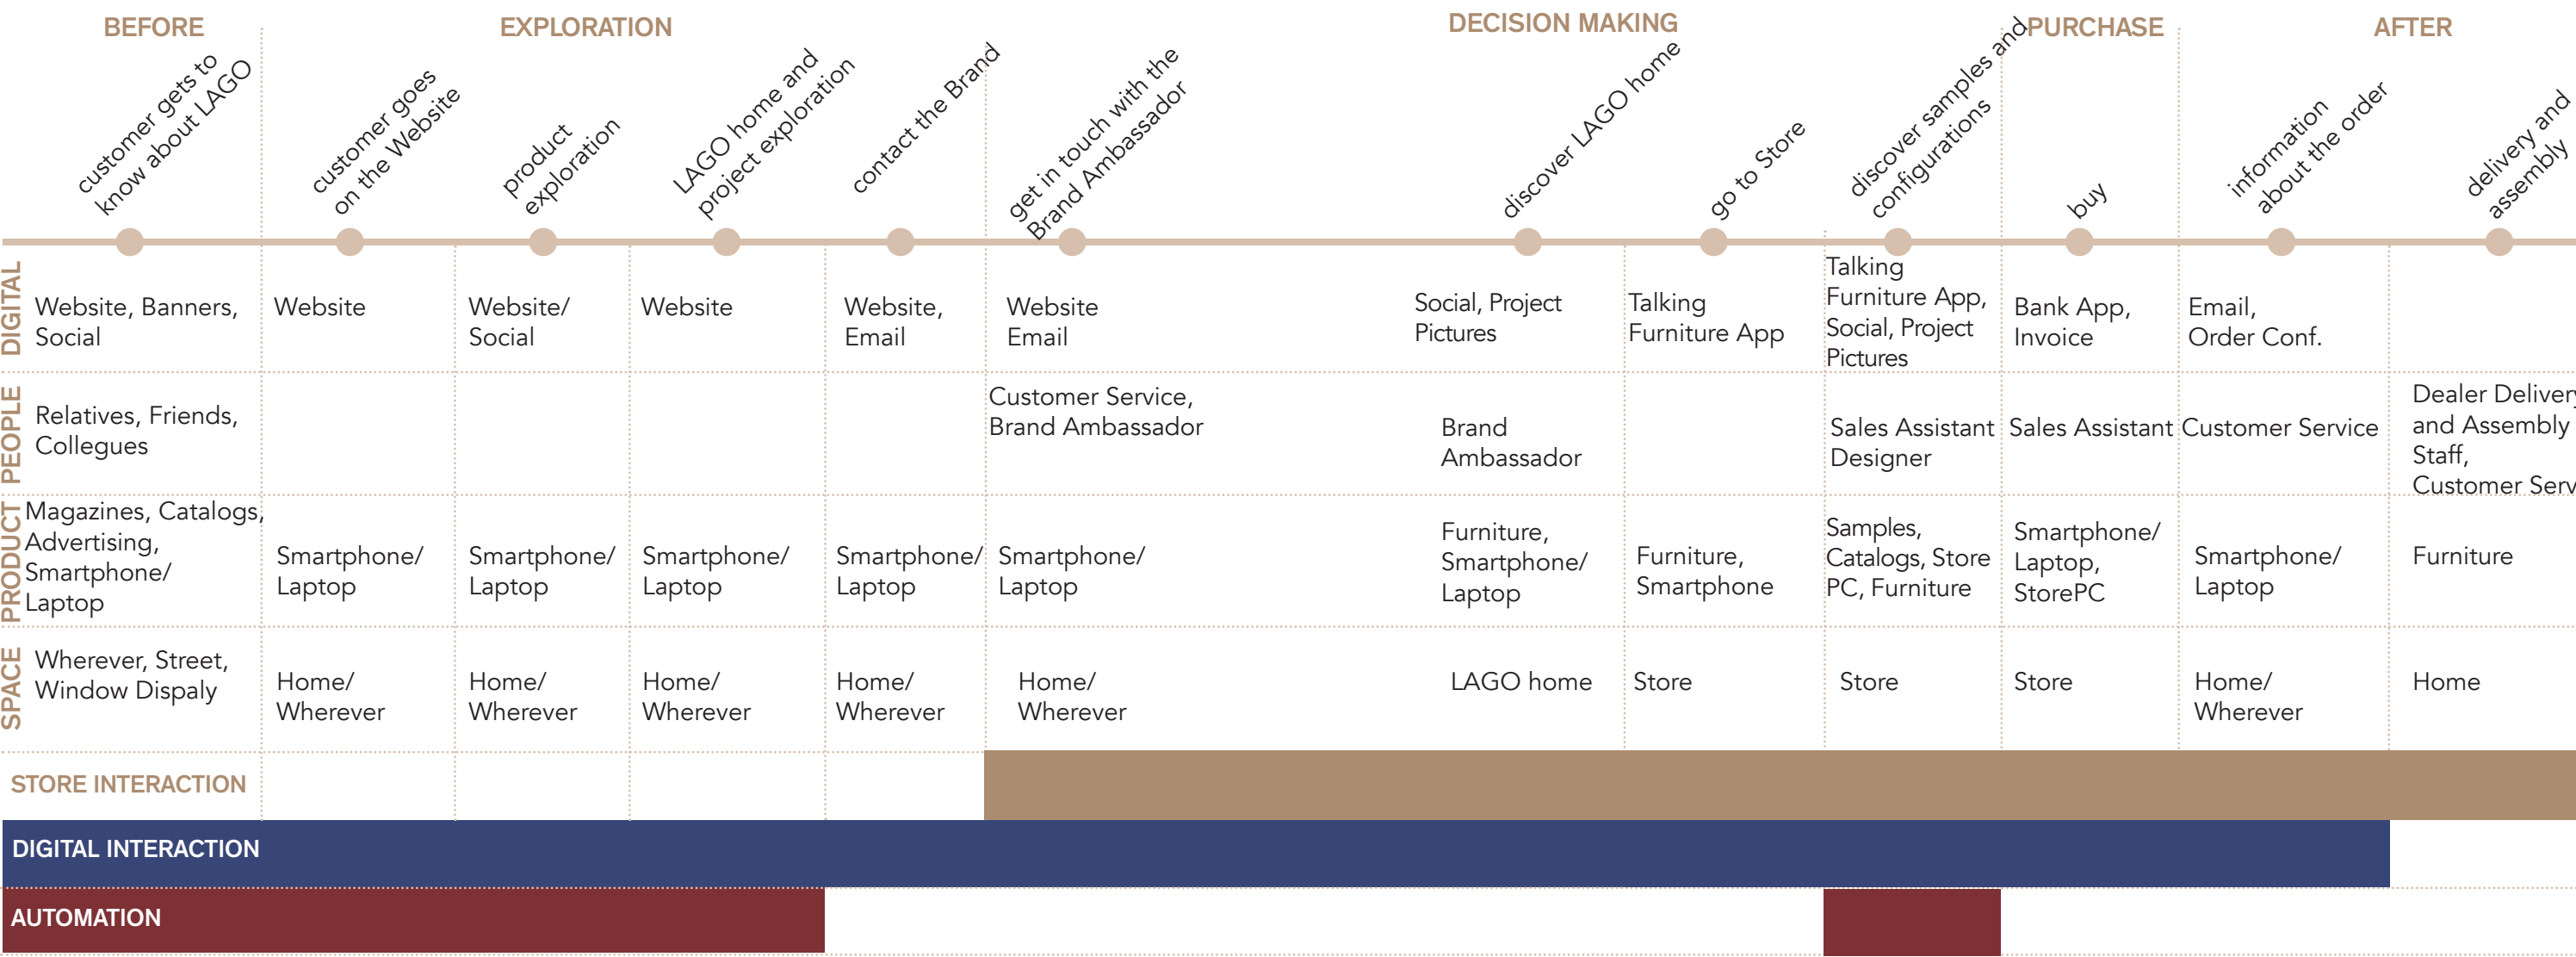 BEFORE
EXPLORATION
DECISION MAKING
PURCHASE
AFTER
customer gets to
know about LAGO
customer goes
on the Website
product
exploration
LAGO home and
project exploration
contact the Brand
get in touch with the
Brand Ambassador
discover LAGO home
go to Store
discover samples and
configurations
buy
information
about the order
delivery and
assembly
DIGITAL
Website, Banners,
Social
Website
Website/
Social
Website
Website,
Email
Website
Email
Social, Project
Pictures
Talking
Furniture App
Talking
Furniture App,
Social, Project
Pictures
Bank App,
Invoice
Email,
Order Conf.
PEOPLE
Relatives, Friends,
Collegues
Customer Service,
Brand Ambassador
Brand
Ambassador
Sales Assistant
Designer
Sales Assistant
Customer Service
Dealer Delivery
and Assembly
Staff,
Customer Serv
PRODUCT
Magazines, Catalogs,
Advertising,
Smartphone/
Laptop
Smartphone/
Laptop
Smartphone/
Laptop
Smartphone/
Laptop
Smartphone/
Laptop
Smartphone/
Laptop
Furniture,
Smartphone/
Laptop
Furniture,
Smartphone
Samples,
Catalogs, Store
PC, Furniture
Smartphone/
Laptop,
StorePC
Smartphone/
Laptop
Furniture
SPACE
Wherever, Street,
Window Dispaly
Home/
Wherever
Home/
Wherever
Home/
Wherever
Home/
Wherever
Home/
Wherever
LAGO home
Store
Store
Store
Home/
Wherever
Home
STORE INTERACTION
DIGITAL INTERACTION
AUTOMATION